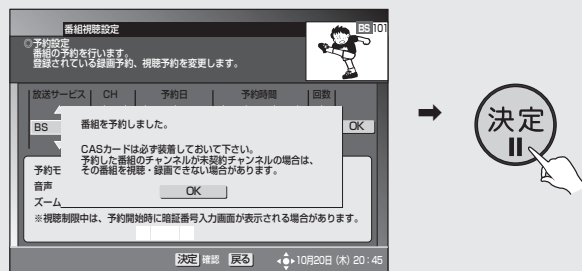 番組視聴設定
BS 101
◎予約設定
番組の予約を行います。
登録されている録画予約、視聴予約を変更します。
放送サービス CH 予約日 予約時間 回数
BS
OK
番組を予約しました。
CASカードは必ず装着しておいて下さい。
予約した番組のチャンネルが未契約チャンネルの場合は、
その番組を視聴・録画できない場合があります。
OK
予約モ
音声
ズーム
※視聴制限中は、予約開始時に暗証番号入力画面が表示される場合があります。
決定 確認 戻る 10月20日(木) 20:45
決定